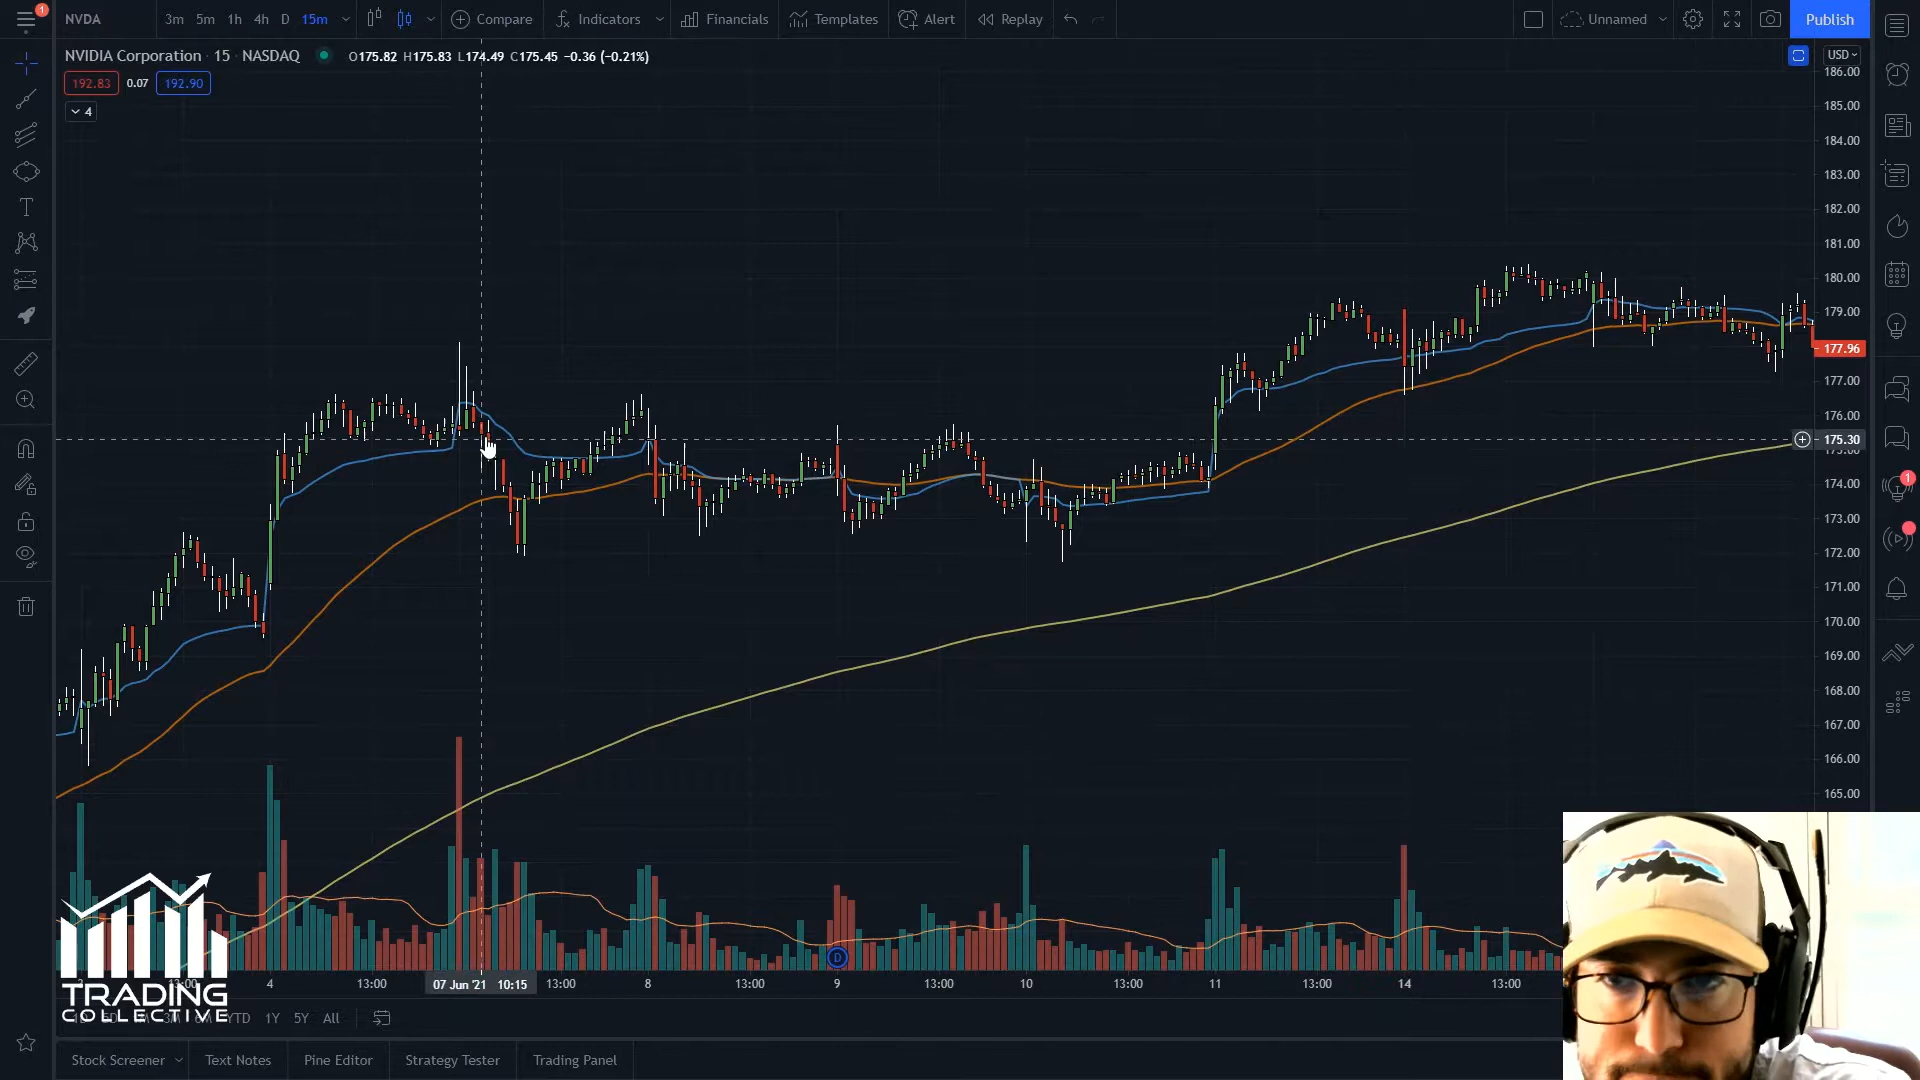 1
NVDA
3m 5m 1h 4h D 15m
Compare
Indicators
Financials
Templates
Alert
Replay
Unnamed
Publish
NVIDIA Corporation · 15 · NASDAQ
O175.82 H175.83 L174.49 C175.45 −0.36 (−0.21%)
USD
192.83 0.07 192.90
4
186.00
185.00
184.00
183.00
182.00
181.00
180.00
179.00
177.96
177.00
176.00
175.30
174.00
173.00
172.00
171.00
170.00
169.00
168.00
167.00
166.00
165.00
1
D
13:00 4 13:00 07 Jun '21 10:15 13:00 8 13:00 9 13:00 10 13:00 11 13:00 14 13:00
TRADING
COLLECTIVE
YTD 1Y 5Y All
Stock Screener Text Notes Pine Editor Strategy Tester Trading Panel